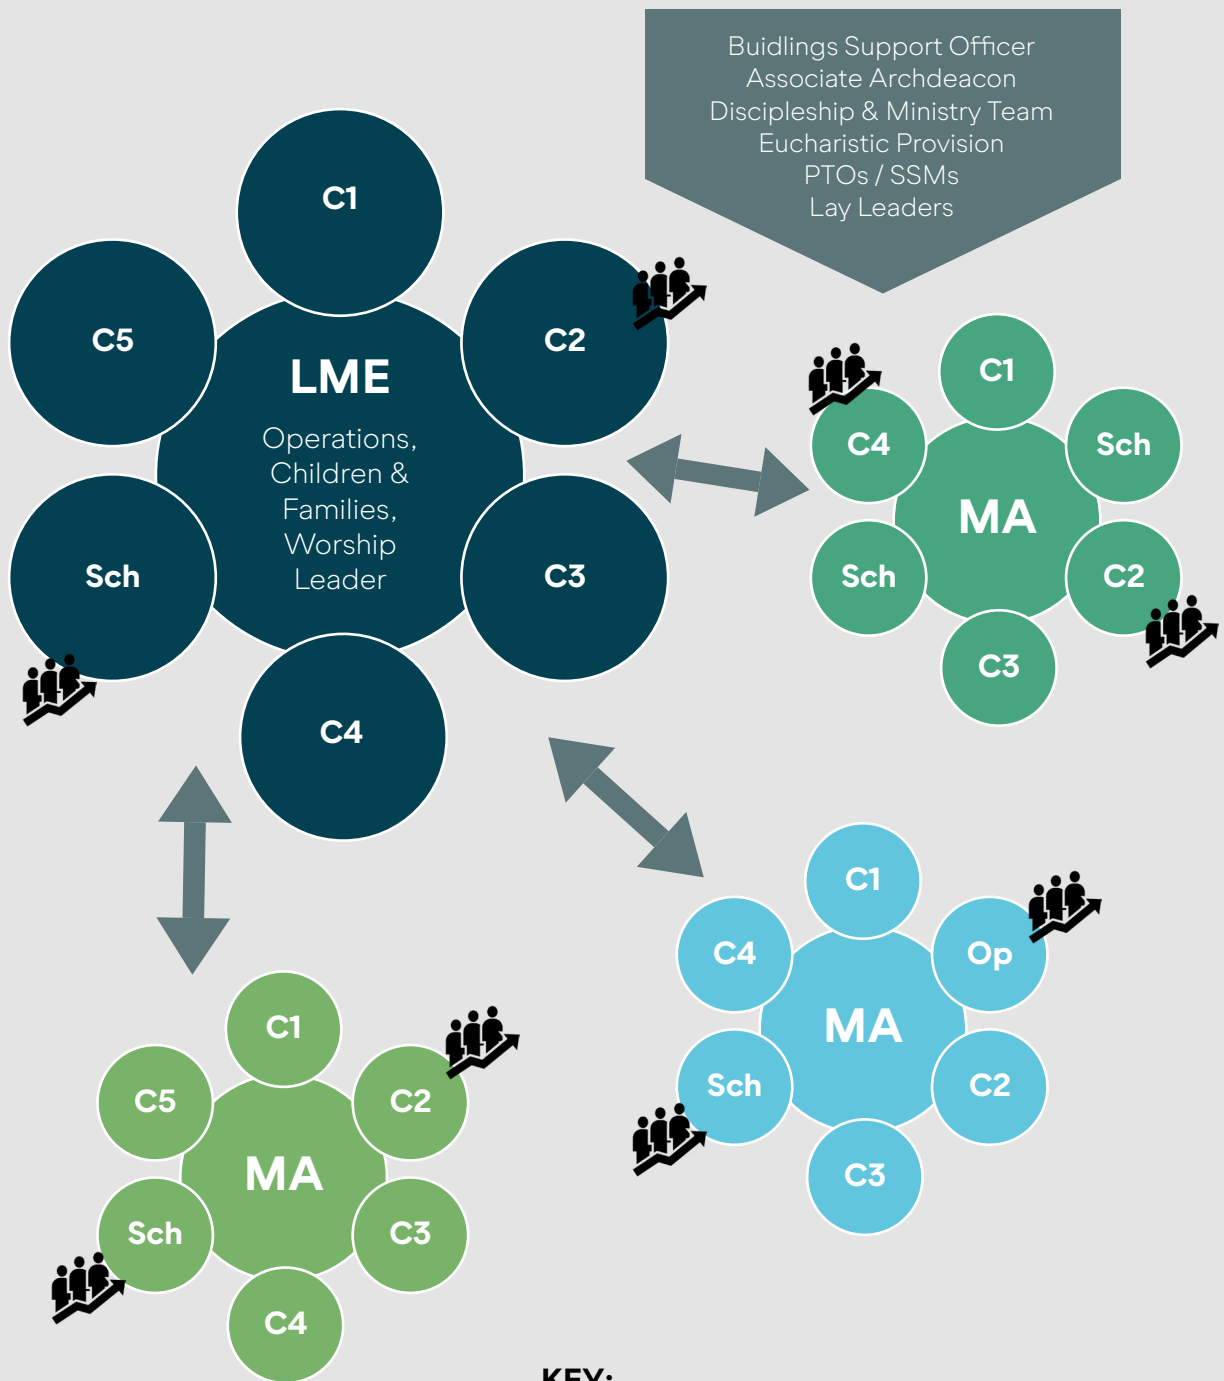 Buidlings Support Officer
Associate Archdeacon
Discipleship & Ministry Team
Eucharistic Provision
PTOs / SSMs
Lay Leaders
C1
C5
C2
LME
Operations,
Children &
Families,
Worship
Leader
Sch
C3
C4
C1
C4
Sch
MA
Sch
C2
C3
C1
C4
Op
MA
Sch
C2
C3
C1
C5
C2
MA
Sch
C3
C4
KEY: